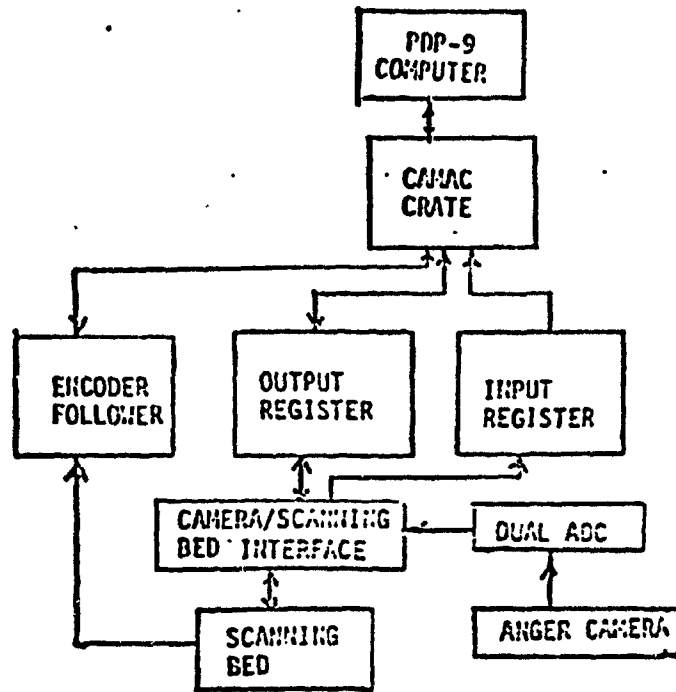 PDP-9
COMPUTER
CAMAC
CRATE
ENCODER
FOLLOWER
OUTPUT
REGISTER
INPUT
REGISTER
CAMERA/SCANNING
BED INTERFACE
DUAL ADC
SCANNING
BED
ANGER CAMERA